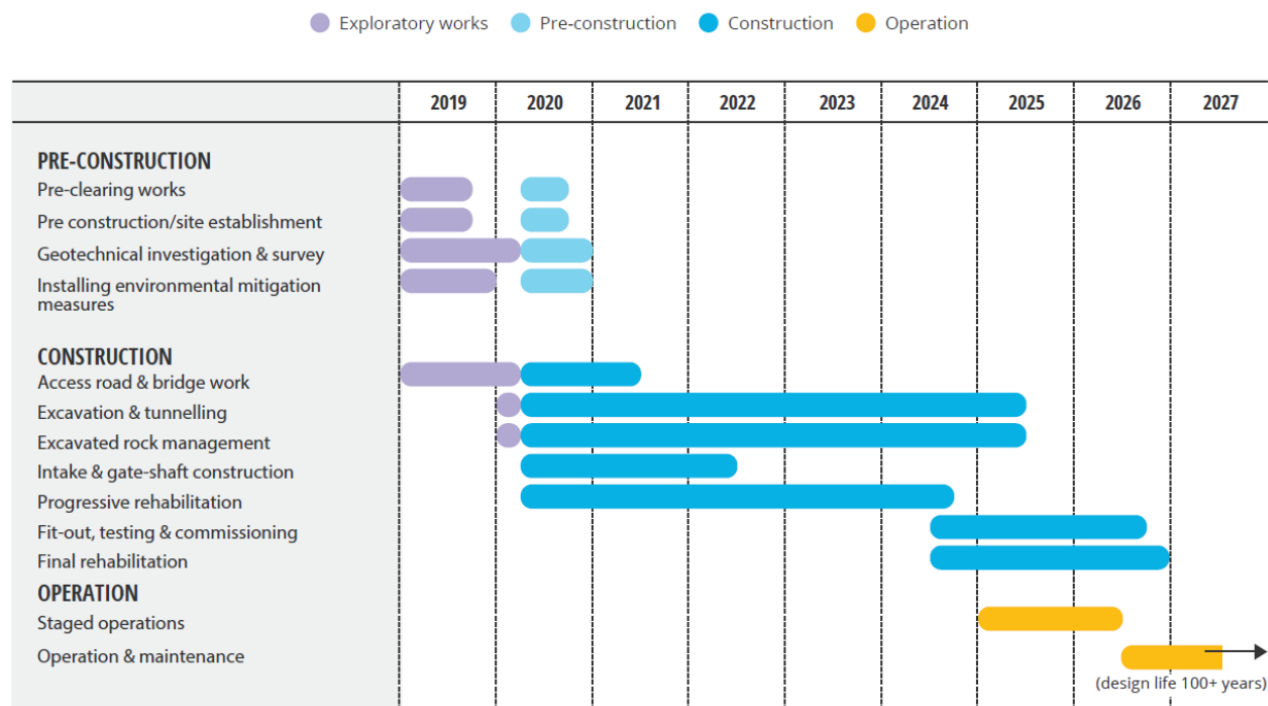 Exploratory works Pre-construction Construction Operation
2019 2020 2021 2022 2023 2024 2025 2026 2027
PRE-CONSTRUCTION
Pre-clearing works
Pre construction/site establishment
Geotechnical investigation & survey
Installing environmental mitigation
measures
CONSTRUCTION
Access road & bridge work
Excavation & tunnelling
Excavated rock management
Intake & gate-shaft construction
Progressive rehabilitation
Fit-out, testing & commissioning
Final rehabilitation
OPERATION
Staged operations
Operation & maintenance
(design life 100+ years)